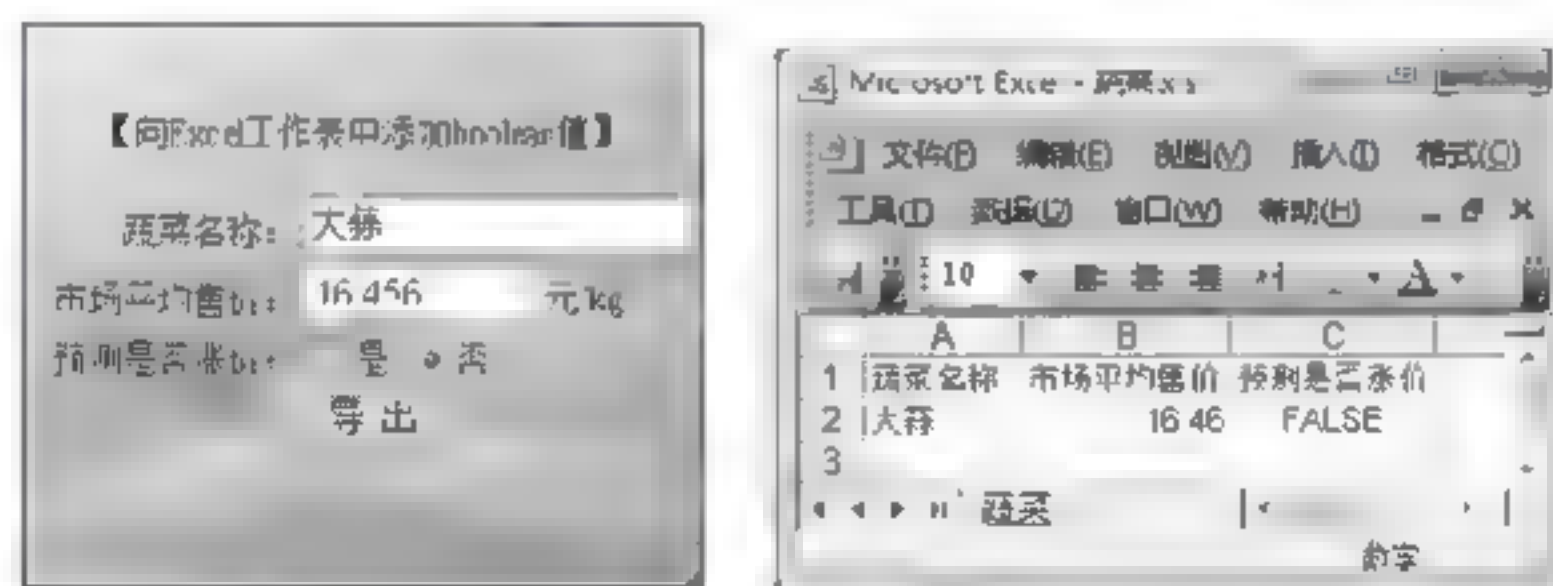 【向Excel工作表中添加boolean值】
蔬菜名称：大蒜
市场平均售价：16.456 元/kg
预测是否涨价： 是 否
导出
Microsoft Excel - 蔬菜.xls
文件(F) 编辑(E) 视图(V) 插入(I) 格式(O)
工具(T) 数据(D) 窗口(W) 帮助(H)
10
A B C
1 蔬菜名称 市场平均售价 预测是否涨价
2 大蒜 16.46 FALSE
3
蔬菜
数字